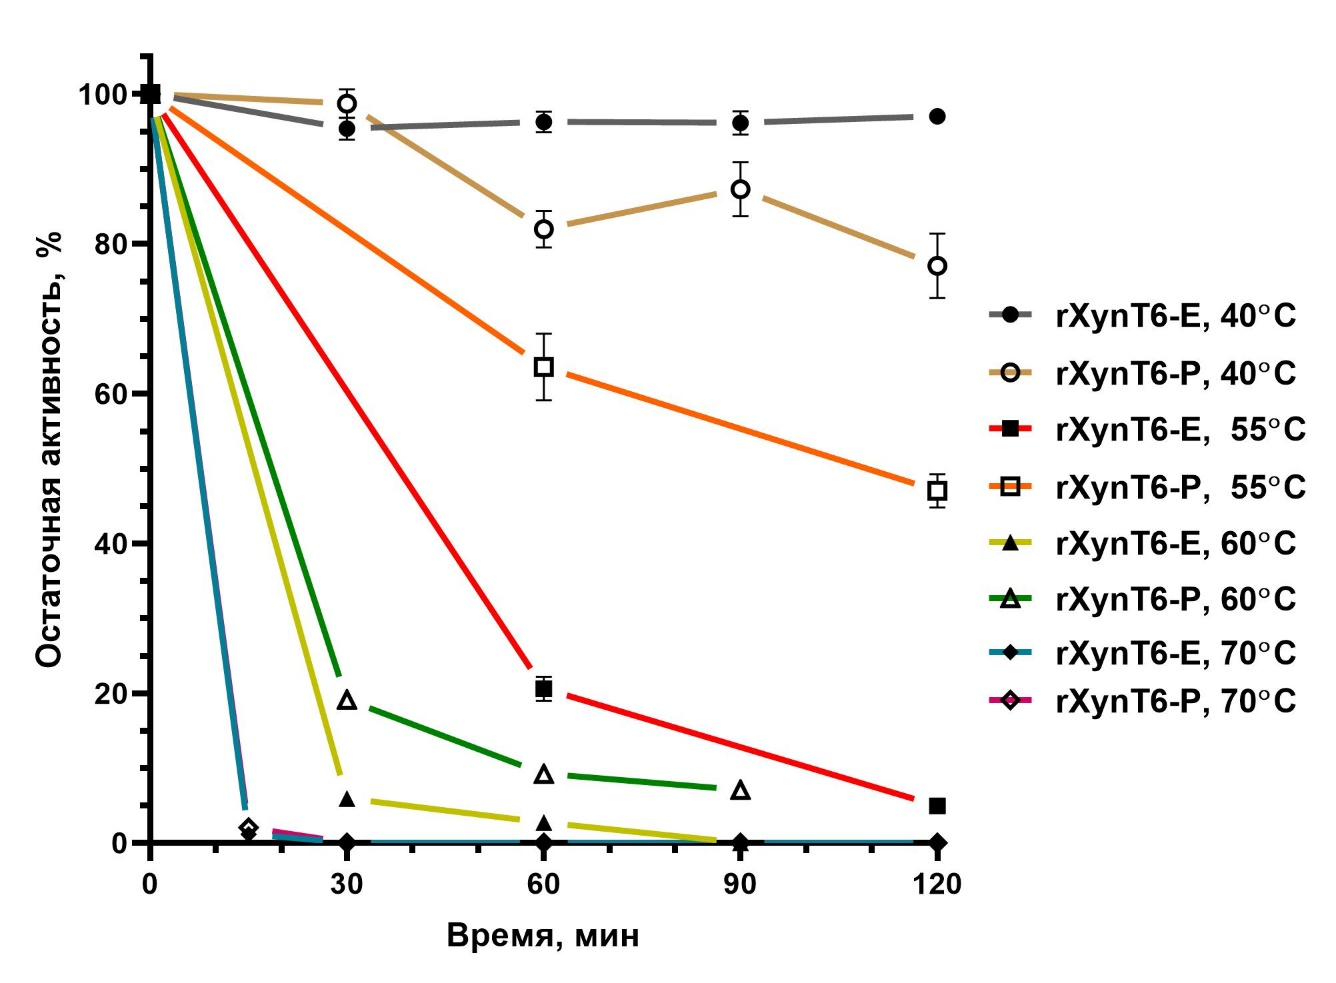 Остаточная активность, %
100
80
60
40
20
0
0 30 60 90 120
Время, мин
rXynT6-E, 40°C
rXynT6-P, 40°C
rXynT6-E, 55°C
rXynT6-P, 55°C
rXynT6-E, 60°C
rXynT6-P, 60°C
rXynT6-E, 70°C
rXynT6-P, 70°C